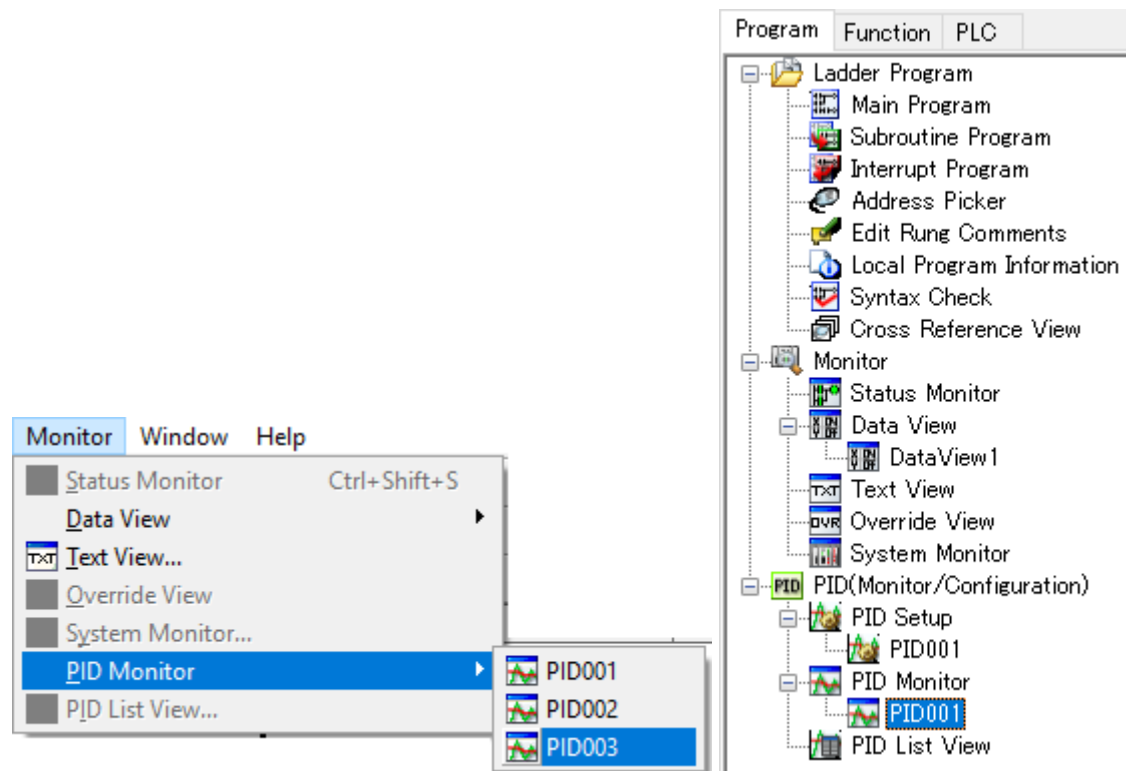 Monitor Window Help
Status Monitor Ctrl+Shift+S
Data View
TXT Text View...
Override View
System Monitor...
PID Monitor
PID List View...
PID001
PID002
PID003
Program Function PLC
Ladder Program
Main Program
Subroutine Program
Interrupt Program
Address Picker
Edit Rung Comments
Local Program Information
Syntax Check
Cross Reference View
Monitor
Status Monitor
Data View
DataView1
TXT Text View
OVR Override View
System Monitor
PID PID(Monitor/Configuration)
PID Setup
PID001
PID Monitor
PID001
PID List View